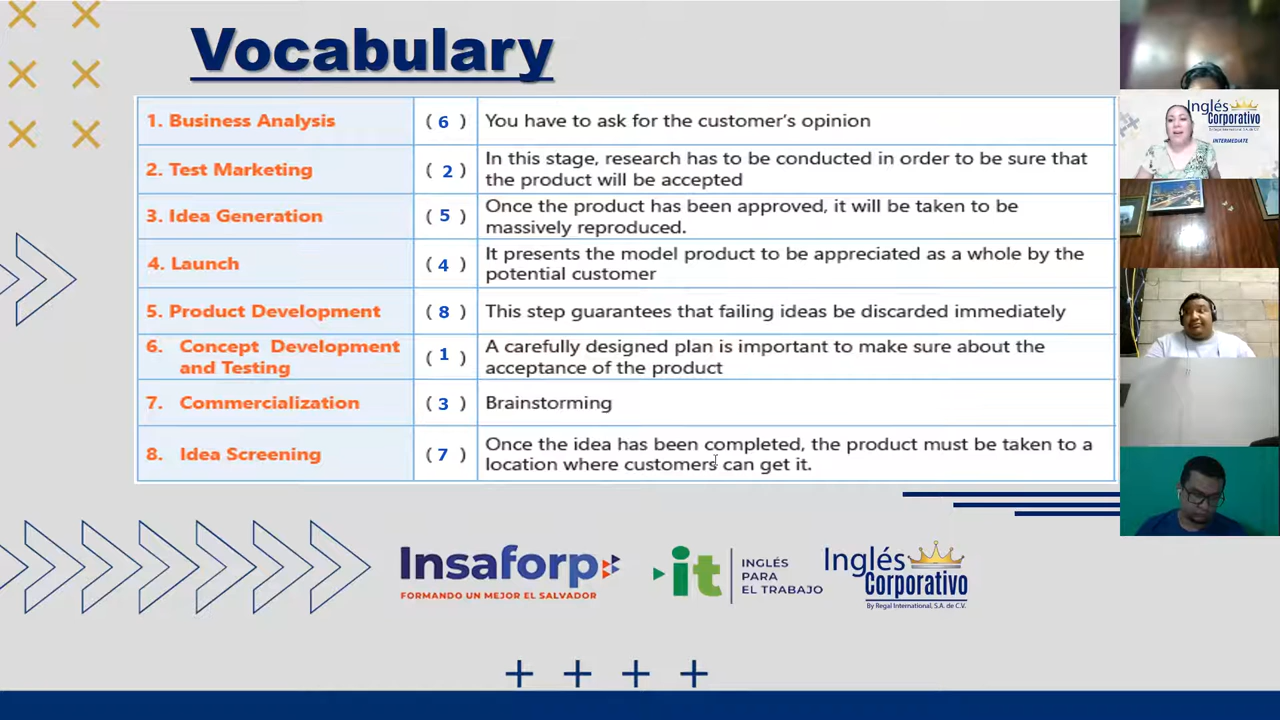 Vocabulary
1. Business Analysis ( 6 ) You have to ask for the customer's opinion
2. Test Marketing ( 2 ) In this stage, research has to be conducted in order to be sure that
the product will be accepted
3. Idea Generation ( 5 ) Once the product has been approved, it will be taken to be
massively reproduced.
4. Launch ( 4 ) It presents the model product to be appreciated as a whole by the
potential customer
5. Product Development ( 8 ) This step guarantees that failing ideas be discarded immediately
6. Concept Development
and Testing
( 1 ) A carefully designed plan is important to make sure about the
acceptance of the product
7. Commercialization ( 3 ) Brainstorming
8. Idea Screening ( 7 ) Once the idea has been completed, the product must be taken to a
location where customers can get it.
Insaforp
FORMANDO UN MEJOR EL SALVADOR
it
INGLÉS
PARA
EL TRABAJO
Inglés
Corporativo
By Regal International, S.A. de C.V.
Inglés
Corporativo
By Regal International, S.A. de C.V.
INTERMEDIATE